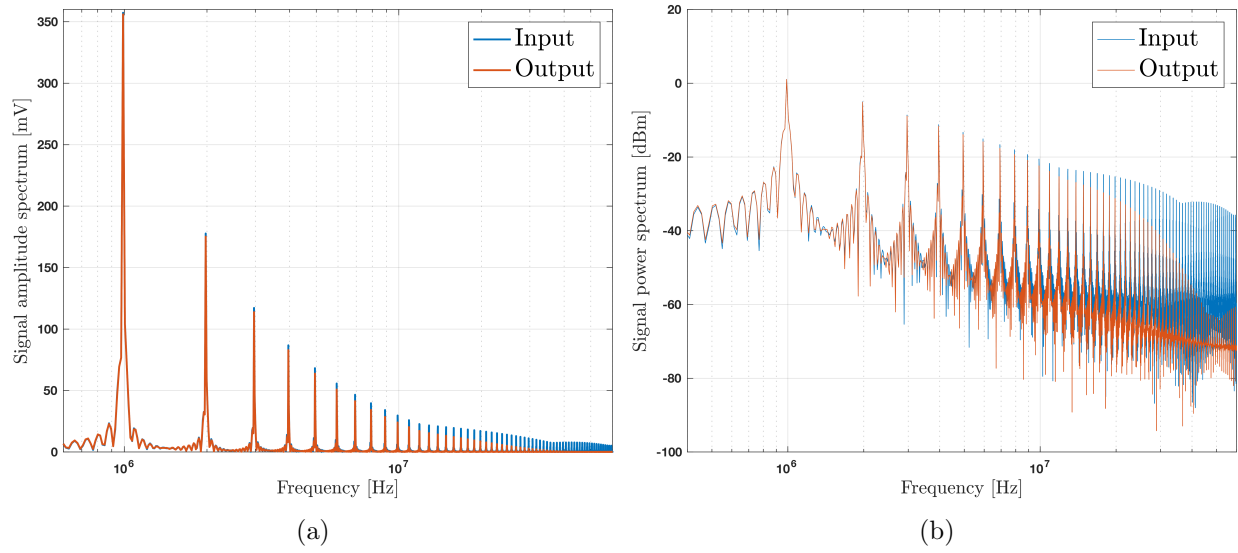 350
300
250
200
150
100
50
0
Signal amplitude spectrum [mV]
Input
Output
10^6
10^7
Frequency [Hz]
(a)
20
0
-20
-40
-60
-80
-100
Signal power spectrum [dBm]
Input
Output
10^6
10^7
Frequency [Hz]
(b)